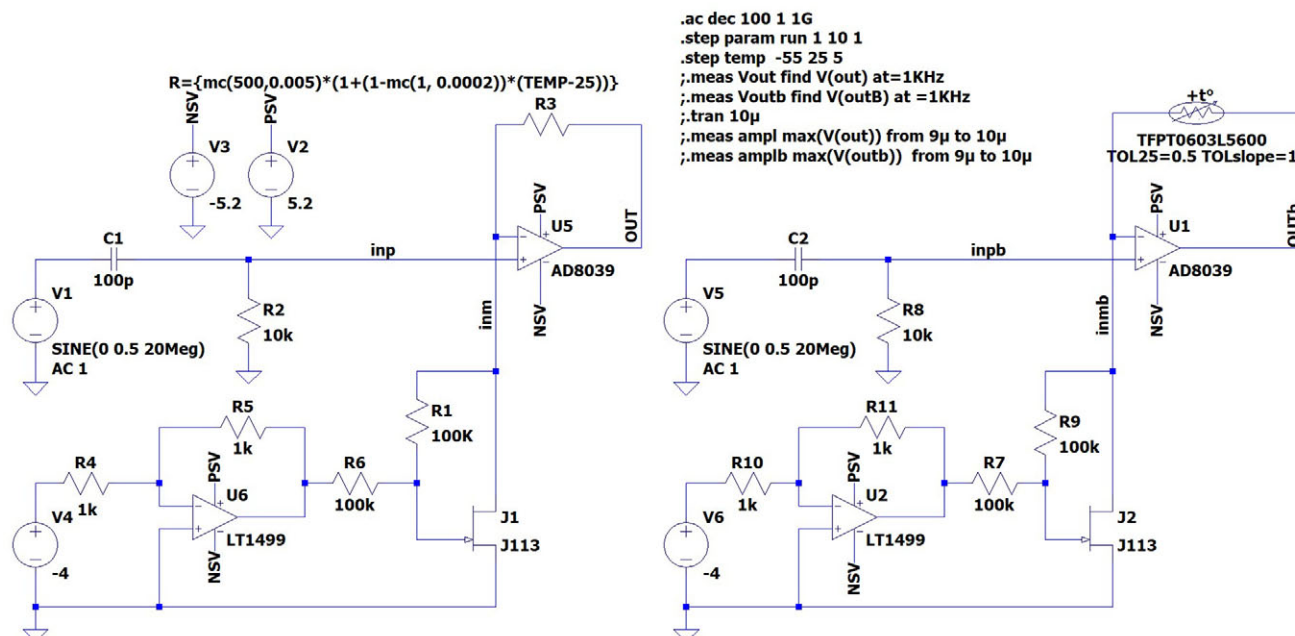 .ac dec 100 1 1G
.step param run 1 10 1
.step temp -55 25 5
;.meas Vout find V(out) at=1KHz
;.meas Voutb find V(outB) at =1KHz
;.tran 10µ
;.meas ampl max(V(out)) from 9µ to 10µ
;.meas amplb max(V(outb)) from 9µ to 10µ
R={mc(500,0.005)*(1+(1-mc(1, 0.0002))*(TEMP-25))}
R3
NSV
V3
-5.2
PSV
V2
5.2
C1
100p
inp
PSV
U5
AD8039
NSV
OUT
V1
SINE(0 0.5 20Meg)
AC 1
R2
10k
inm
R1
100K
R5
1k
R4
1k
PSV
U6
LT1499
NSV
R6
100k
V4
-4
J1
J113
+t°
TFPT0603L5600
TOL25=0.5 TOLslope=1
C2
100p
inpb
PSV
U1
AD8039
NSV
OUTb
V5
SINE(0 0.5 20Meg)
AC 1
R8
10k
inmb
R9
100k
R11
1k
R10
1k
PSV
U2
LT1499
NSV
R7
100k
V6
-4
J2
J113